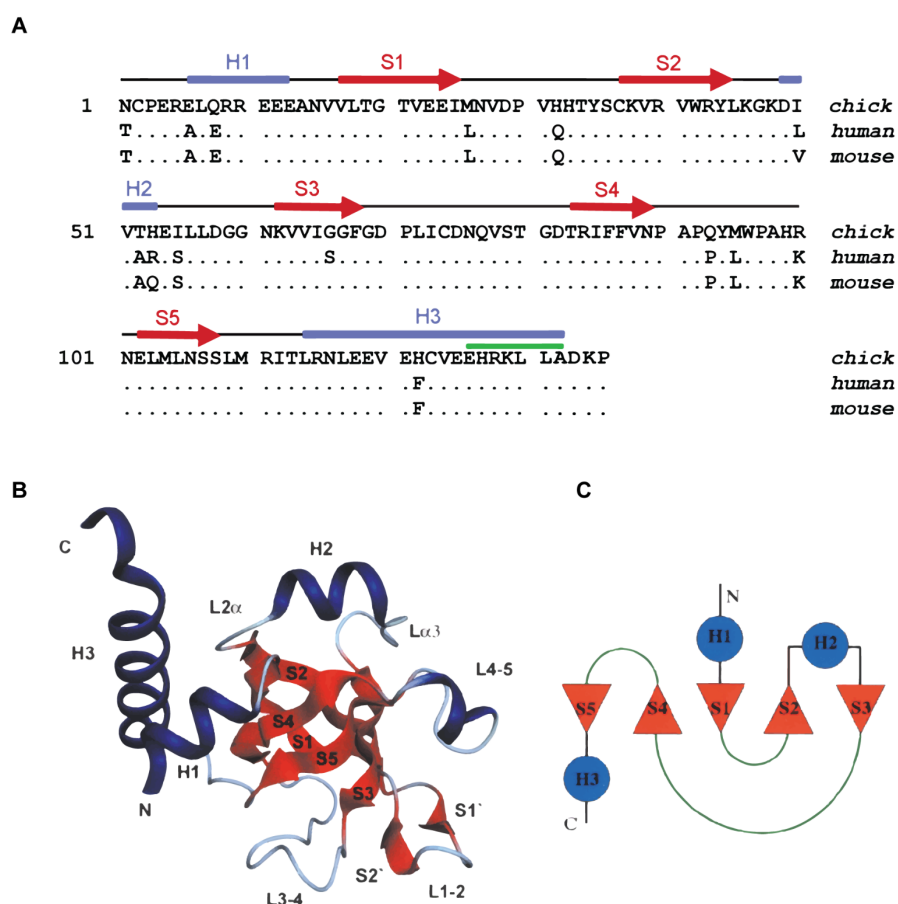 A
H1 S1 S2
1 NCPERELQRR EEEANVVLTG TVEEIMNVDP VHHTYSCKVR VWRYLKGKDI chick
T....A.E.. .......... .....L.... .Q........ .........L human
T....A.E.. .......... .....L.... .Q........ .........V mouse
H2 S3 S4
51 VTHEILLDGG NKVVIGGFGD PLICDNQVST GDTRIFFVNP APQYMWPAHR chick
.AR.S..... .....G.... .......... .......... ..P.L....K human
.AQ.S..... .......... .......... .......... ..P.L....K mouse
S5 H3
101 NELMLNSSLM RITLRNLEEV EHCVEEHRKL LADKP chick
.......... .......... .F........ ..... human
.......... .......... .F........ ..... mouse
B
C
H2
L2α
Lα3
H3
S2
L4-5
S4
S1
S5
H1
S3
N
S1`
S2`
L3-4
L1-2
C
N
H1
H2
S5
S4
S1
S2
S3
H3
C